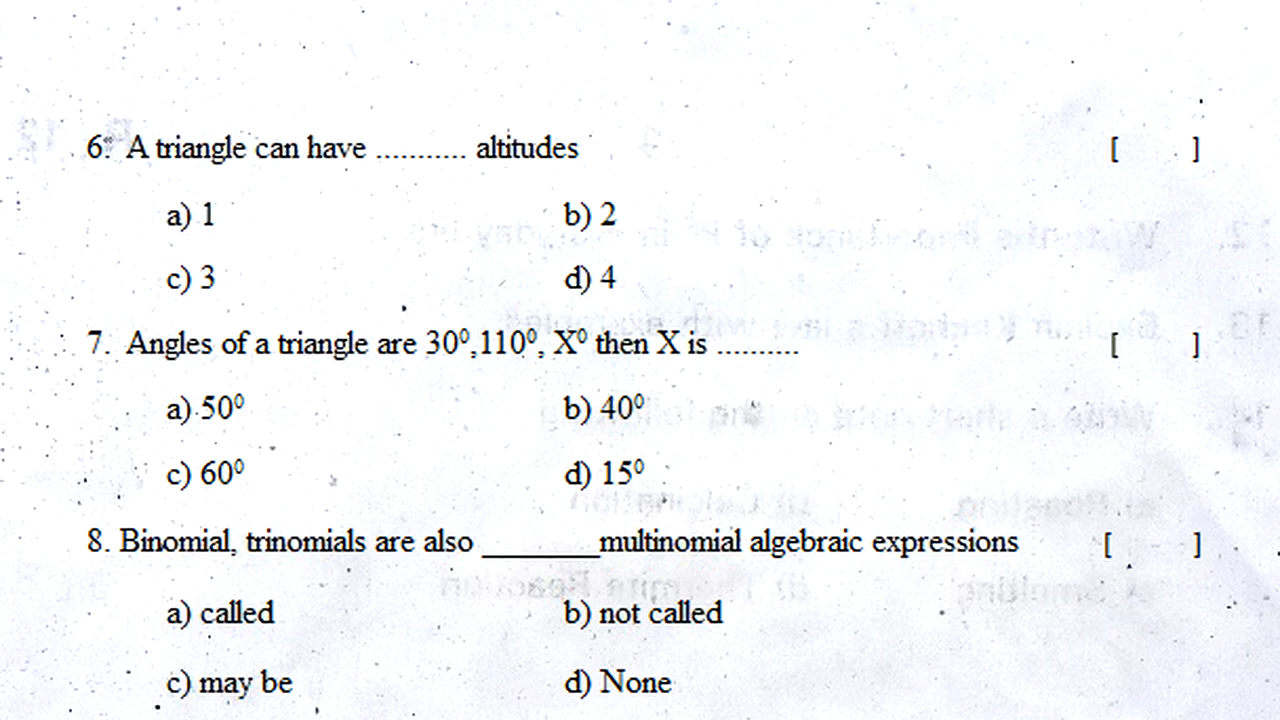 6. A triangle can have ........... altitudes [ ]
a) 1 b) 2
c) 3 d) 4
7. Angles of a triangle are 30⁰,110⁰, X⁰ then X is .......... [ ]
a) 50⁰ b) 40⁰
c) 60⁰ d) 15⁰
8. Binomial, trinomials are also _______multinomial algebraic expressions [ ]
a) called b) not called
c) may be d) None